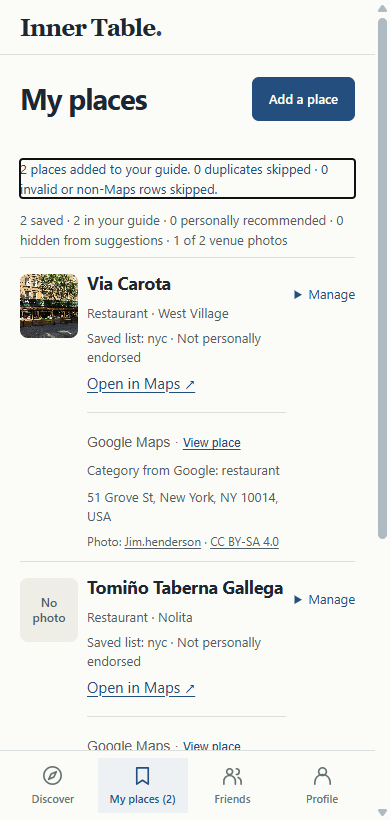 Inner Table.
My places
Add a place
2 places added to your guide. 0 duplicates skipped · 0
invalid or non-Maps rows skipped.
2 saved · 2 in your guide · 0 personally recommended · 0
hidden from suggestions · 1 of 2 venue photos
Via Carota
▶ Manage
Restaurant · West Village
Saved list: nyc · Not personally
endorsed
Open in Maps ↗
Google Maps · View place
Category from Google: restaurant
51 Grove St, New York, NY 10014,
USA
Photo: Jim.henderson · CC BY-SA 4.0
No
photo
Tomiño Taberna Gallega
▶ Manage
Restaurant · Nolita
Saved list: nyc · Not personally
endorsed
Open in Maps ↗
Google Maps · View place
Discover
My places (2)
Friends
Profile